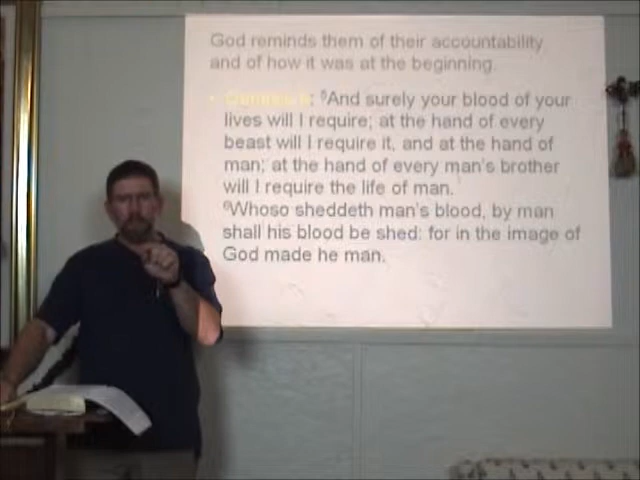 God reminds them of their accountability
and of how it was at the beginning.
• Genesis 9: ⁵And surely your blood of your
lives will I require; at the hand of every
beast will I require it, and at the hand of
man; at the hand of every man's brother
will I require the life of man.
⁶Whoso sheddeth man's blood, by man
shall his blood be shed: for in the image of
God made he man.